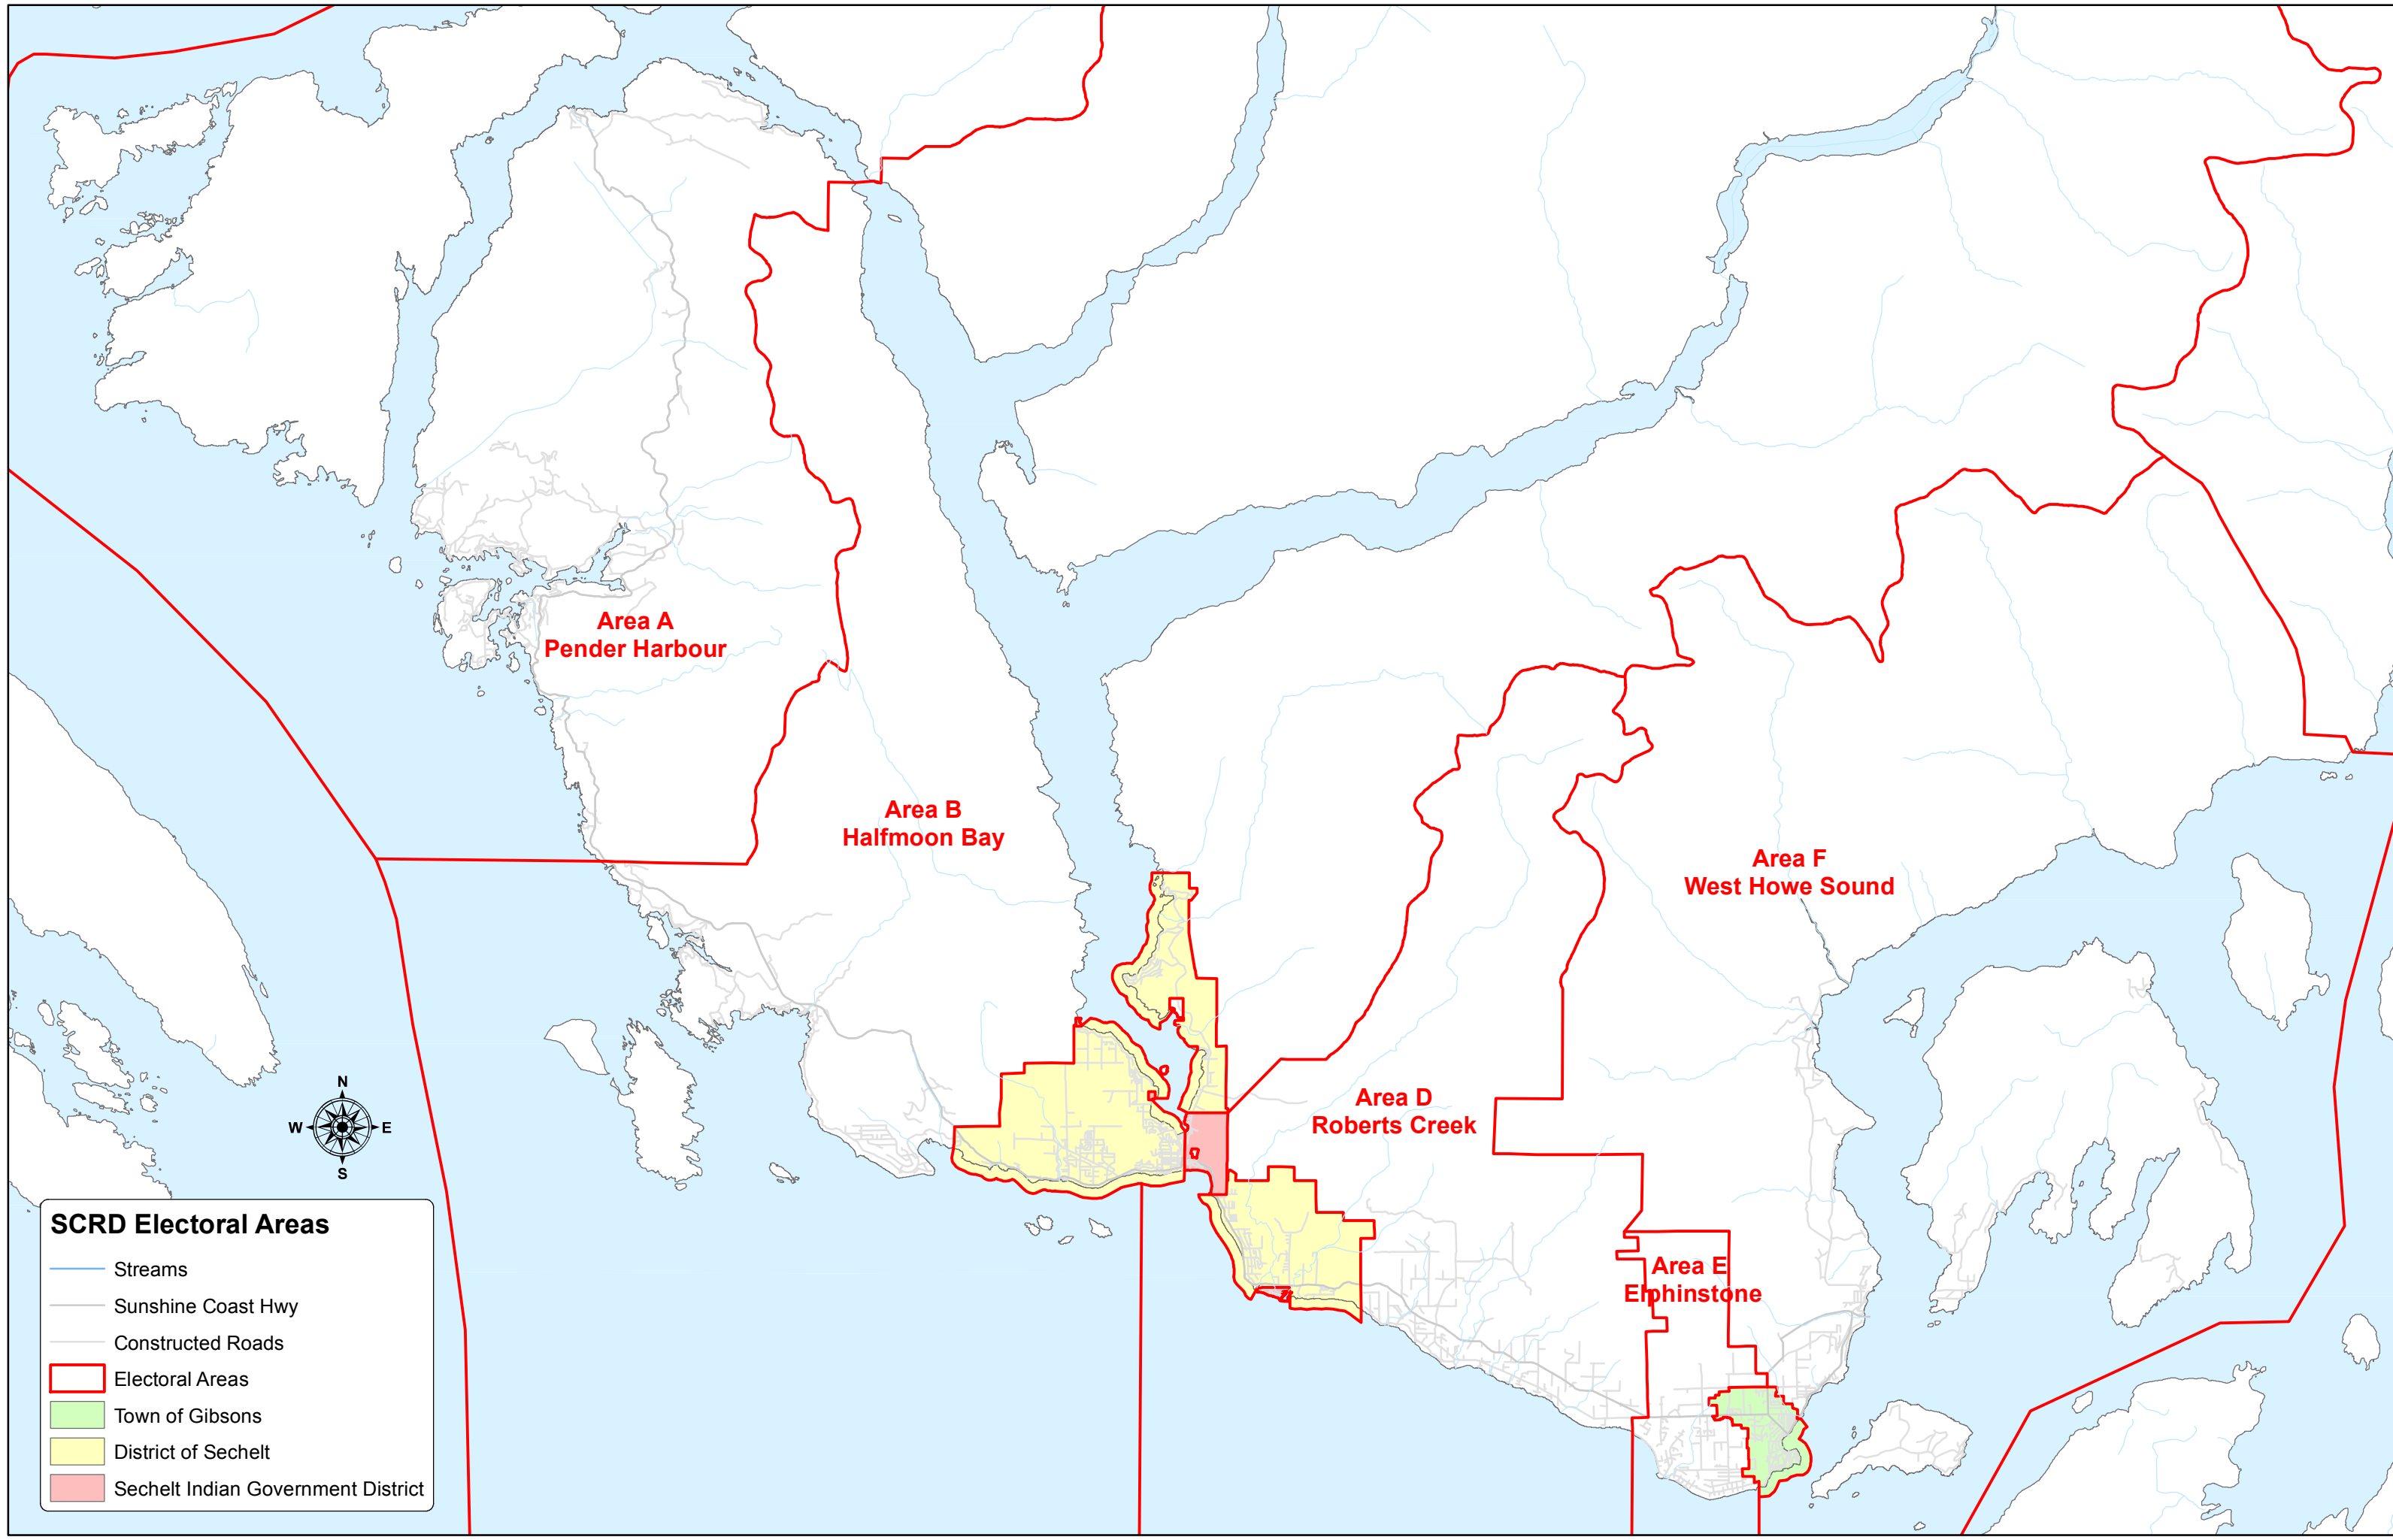 Area A
Pender Harbour
Area B
Halfmoon Bay
Area F
West Howe Sound
Area D
Roberts Creek
Area E
Elphinstone
N
W
E
S
SCRD Electoral Areas
Streams
Sunshine Coast Hwy
Constructed Roads
Electoral Areas
Town of Gibsons
District of Sechelt
Sechelt Indian Government District